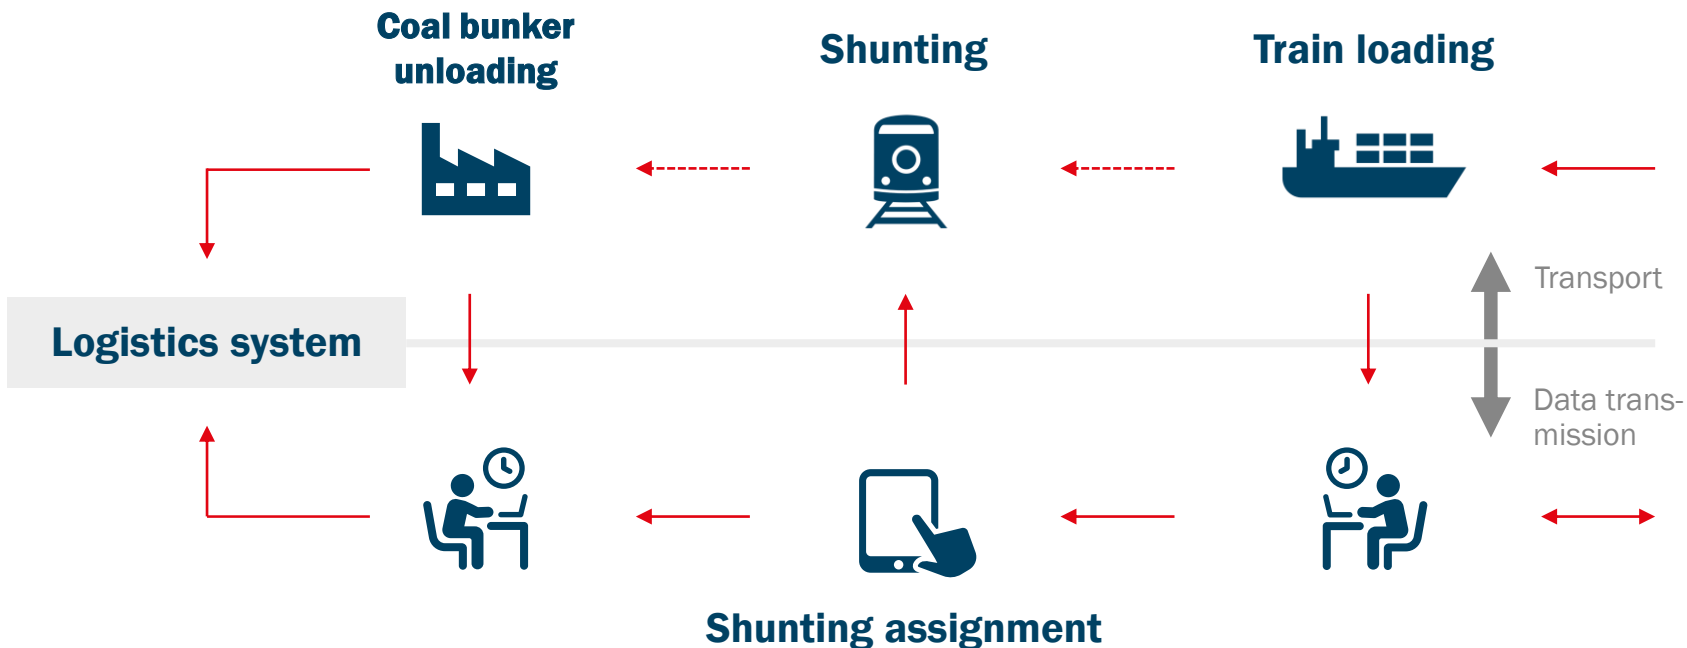 Coal bunker
unloading
Shunting
Train loading
Transport
Logistics system
Data trans-
mission
Shunting assignment